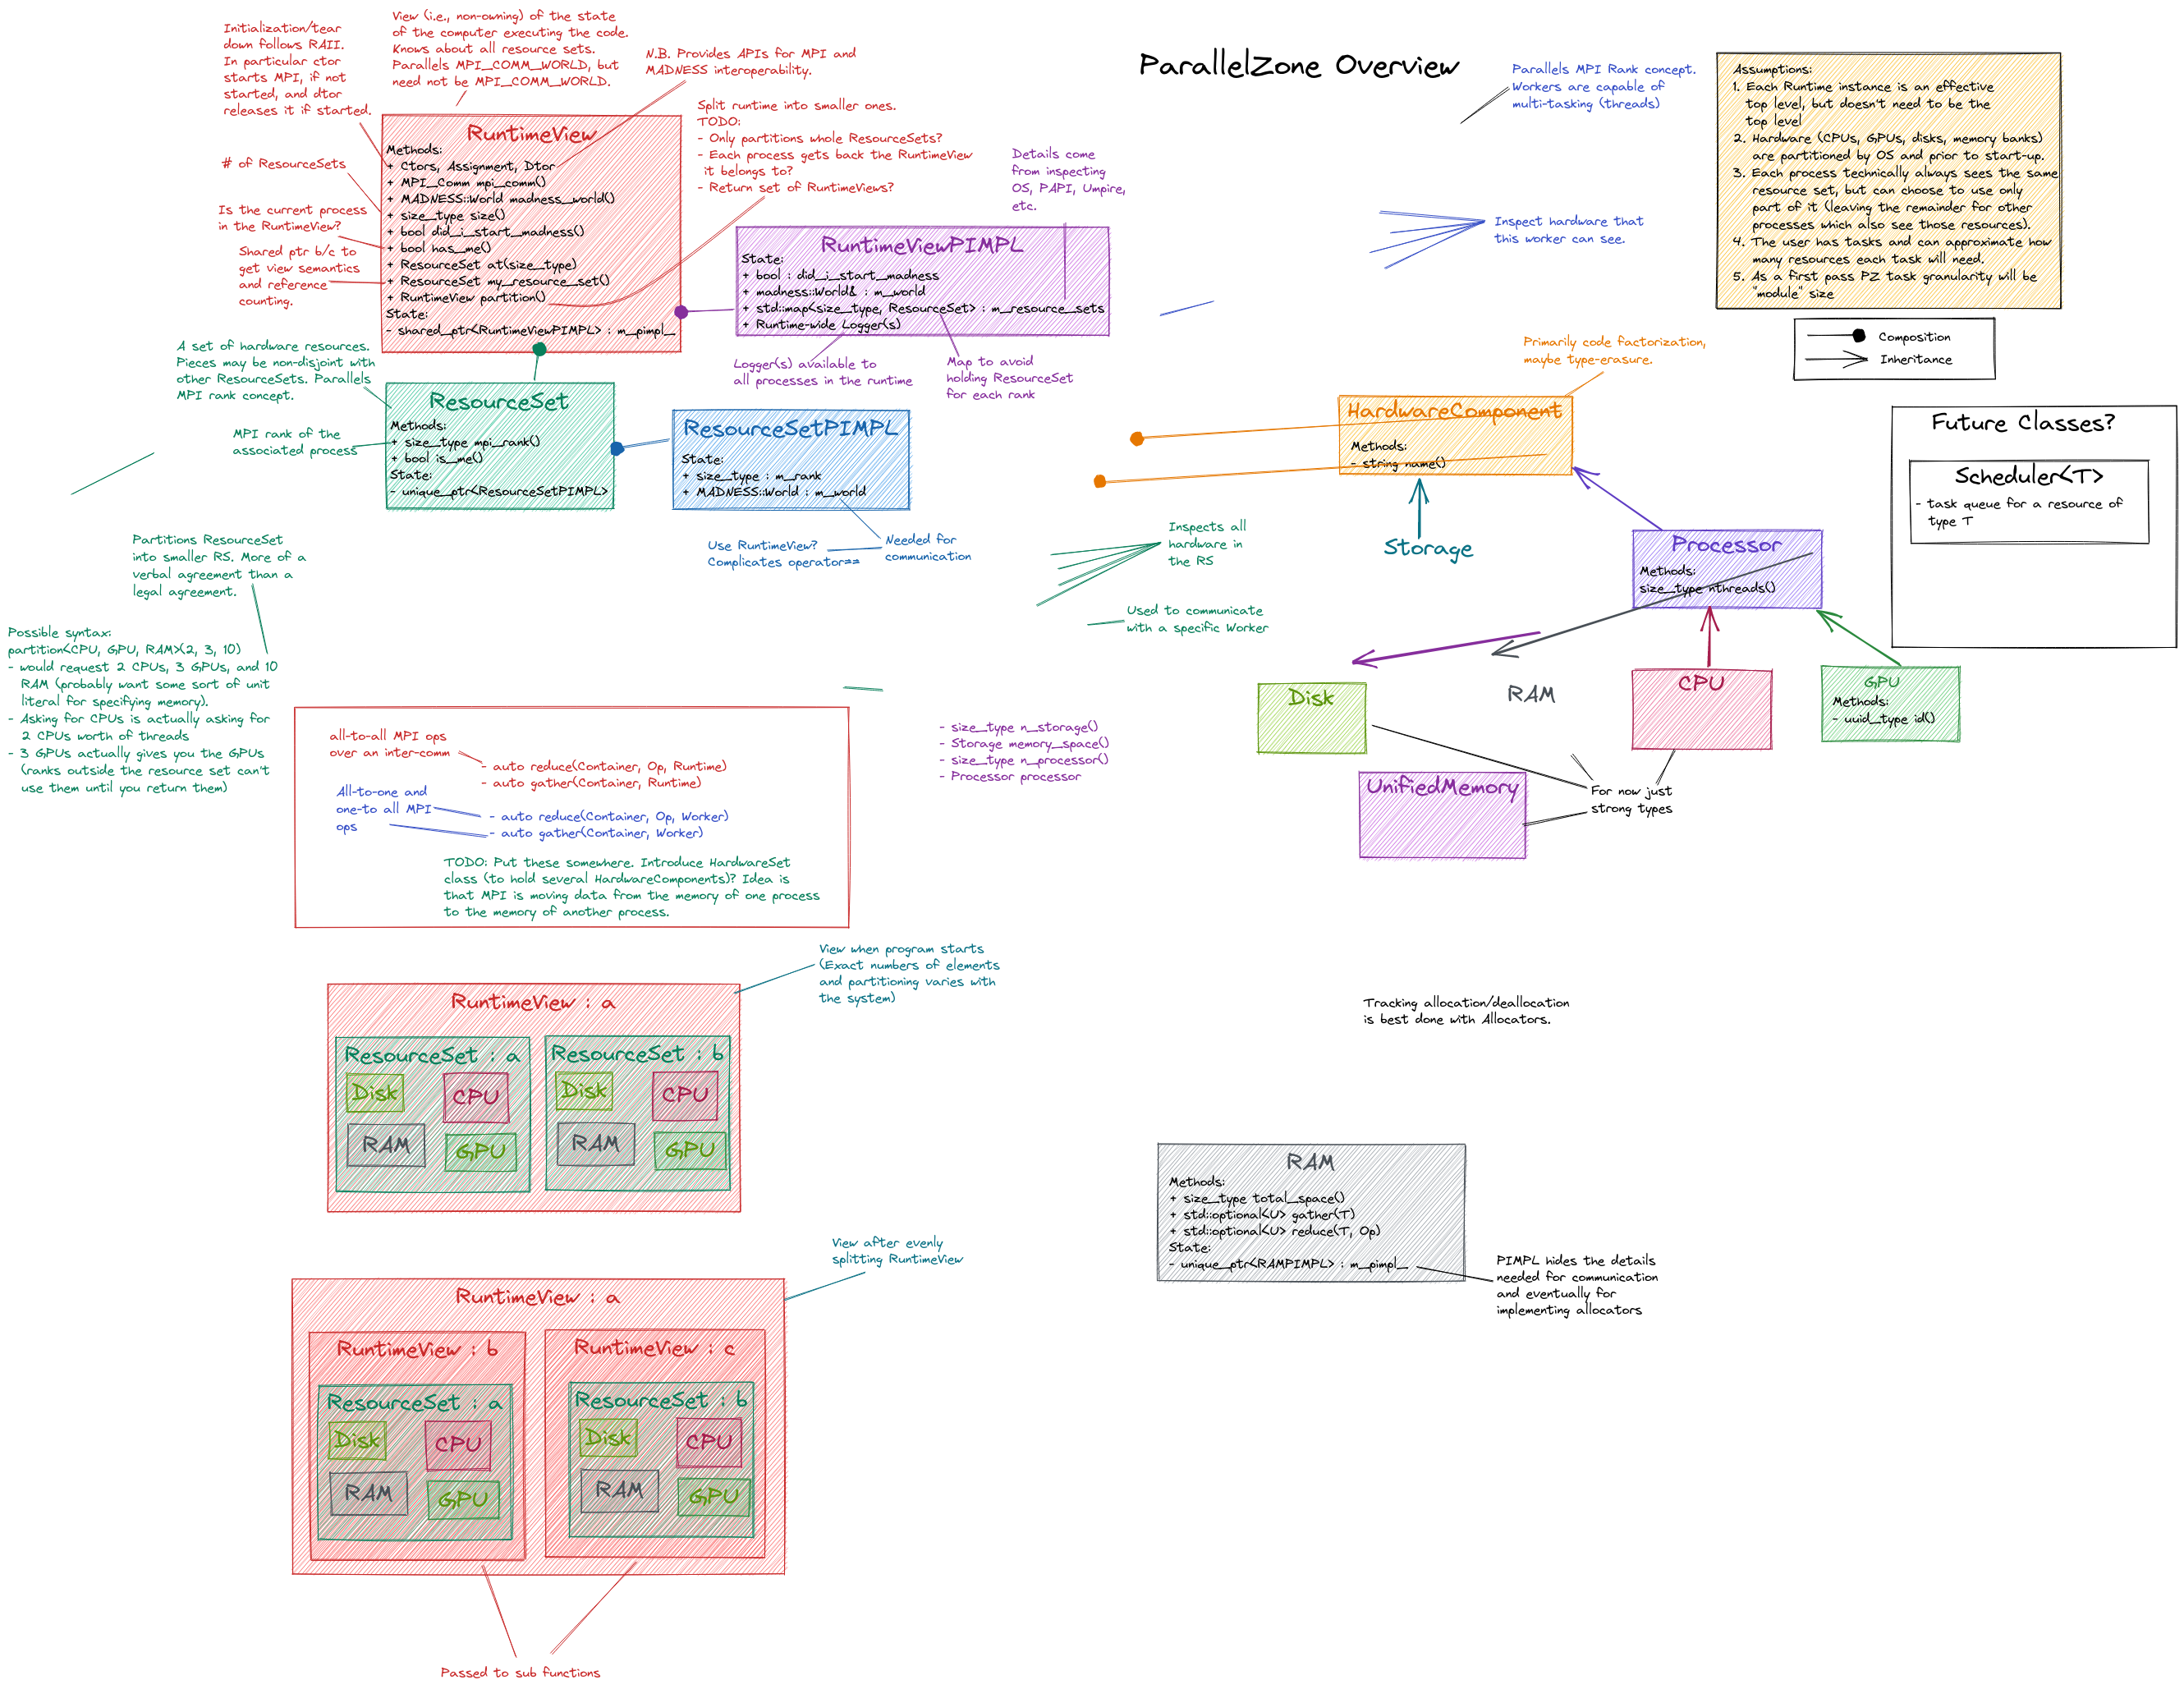 ParallelZone Overview
Initialization/tear
down follows RAII.
In particular ctor
starts MPI, if not
started, and dtor
releases it if started.
View (i.e., non-owning) of the state
of the computer executing the code.
Knows about all resource sets.
Parallels MPI_COMM_WORLD, but
need not be MPI_COMM_WORLD.
N.B. Provides APIs for MPI and
MADNESS interoperability.
# of ResourceSets
Is the current process
in the RuntimeView?
Shared ptr b/c to
get view semantics
and reference
counting.
RuntimeView
Methods:
+ Ctors, Assignment, Dtor
+ MPI_Comm mpi_comm()
+ MADNESS::World madness_world()
+ size_type size()
+ bool did_i_start_madness()
+ bool has_me()
+ ResourceSet at(size_type)
+ ResourceSet my_resource_set()
+ RuntimeView partition()
State:
- shared_ptr<RuntimeViewPIMPL> : m_pimpl_
Split runtime into smaller ones.
TODO:
- Only partitions whole ResourceSets?
- Each process gets back the RuntimeView
it belongs to?
- Return set of RuntimeViews?
Details come
from inspecting
OS, PAPI, Umpire,
etc.
RuntimeViewPIMPL
State:
+ bool : did_i_start_madness
+ madness::World& : m_world
+ std::map<size_type, ResourceSet> : m_resource_sets
+ Runtime-wide Logger(s)
Logger(s) available to
all processes in the runtime
Map to avoid
holding ResourceSet
for each rank
Parallels MPI Rank concept.
Workers are capable of
multi-tasking (threads)
Inspect hardware that
this worker can see.
Assumptions:
1. Each Runtime instance is an effective
top level, but doesn't need to be the
top level
2. Hardware (CPUs, GPUs, disks, memory banks)
are partitioned by OS and prior to start-up.
3. Each process technically always sees the same
resource set, but can choose to use only
part of it (leaving the remainder for other
processes which also see those resources).
4. The user has tasks and can approximate how
many resources each task will need.
5. As a first pass PZ task granularity will be
"module" size
Composition
Inheritance
Future Classes?
Scheduler<T>
- task queue for a resource of
type T
A set of hardware resources.
Pieces may be non-disjoint with
other ResourceSets. Parallels
MPI rank concept.
MPI rank of the
associated process
ResourceSet
Methods:
+ size_type mpi_rank()
+ bool is_me()
State:
- unique_ptr<ResourceSetPIMPL>
ResourceSetPIMPL
State:
+ size_type : m_rank
+ MADNESS::World : m_world
Use RuntimeView?
Complicates operator==
Needed for
communication
Primarily code factorization,
maybe type-erasure.
HardwareComponent
Methods:
- string name()
Storage
Processor
Methods:
size_type nthreads()
Inspects all
hardware in
the RS
Used to communicate
with a specific Worker
Partitions ResourceSet
into smaller RS. More of a
verbal agreement than a
legal agreement.
Possible syntax:
partition<CPU, GPU, RAM>(2, 3, 10)
- would request 2 CPUs, 3 GPUs, and 10
RAM (probably want some sort of unit
literal for specifying memory).
- Asking for CPUs is actually asking for
2 CPUs worth of threads
- 3 GPUs actually gives you the GPUs
(ranks outside the resource set can't
use them until you return them)
Disk
RAM
CPU
GPU
Methods:
- uuid_type id()
UnifiedMemory
For now just
strong types
- size_type n_storage()
- Storage memory_space()
- size_type n_processor()
- Processor processor
all-to-all MPI ops
over an inter-comm
- auto reduce(Container, Op, Runtime)
- auto gather(Container, Runtime)
All-to-one and
one-to all MPI
ops
- auto reduce(Container, Op, Worker)
- auto gather(Container, Worker)
TODO: Put these somewhere. Introduce HardwareSet
class (to hold several HardwareComponents)? Idea is
that MPI is moving data from the memory of one process
to the memory of another process.
View when program starts
(Exact numbers of elements
and partitioning varies with
the system)
RuntimeView : a
ResourceSet : a
Disk
CPU
RAM
GPU
ResourceSet : b
Disk
CPU
RAM
GPU
Tracking allocation/deallocation
is best done with Allocators.
RAM
Methods:
+ size_type total_space()
+ std::optional<U> gather(T)
+ std::optional<U> reduce(T, Op)
State:
- unique_ptr<RAMPIMPL> : m_pimpl_
PIMPL hides the details
needed for communication
and eventually for
implementing allocators
View after evenly
splitting RuntimeView
RuntimeView : a
RuntimeView : b
ResourceSet : a
Disk
CPU
RAM
GPU
RuntimeView : c
ResourceSet : b
Disk
CPU
RAM
GPU
Passed to sub functions